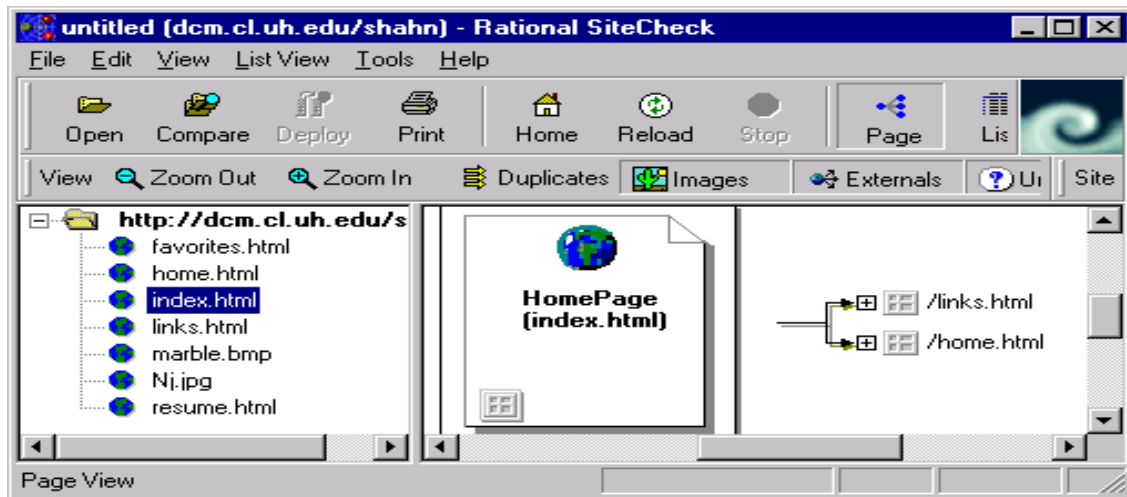 untitled (dcm.cl.uh.edu/shahn) - Rational SiteCheck
File Edit View List View Tools Help
Open Compare Deploy Print Home Reload Stop Page Lis
View Zoom Out Zoom In Duplicates Images Externals Site
http://dcm.cl.uh.edu/s
favorites.html
home.html
index.html
links.html
marble.bmp
Nj.jpg
resume.html
HomePage
(index.html)
/links.html
/home.html
Page View